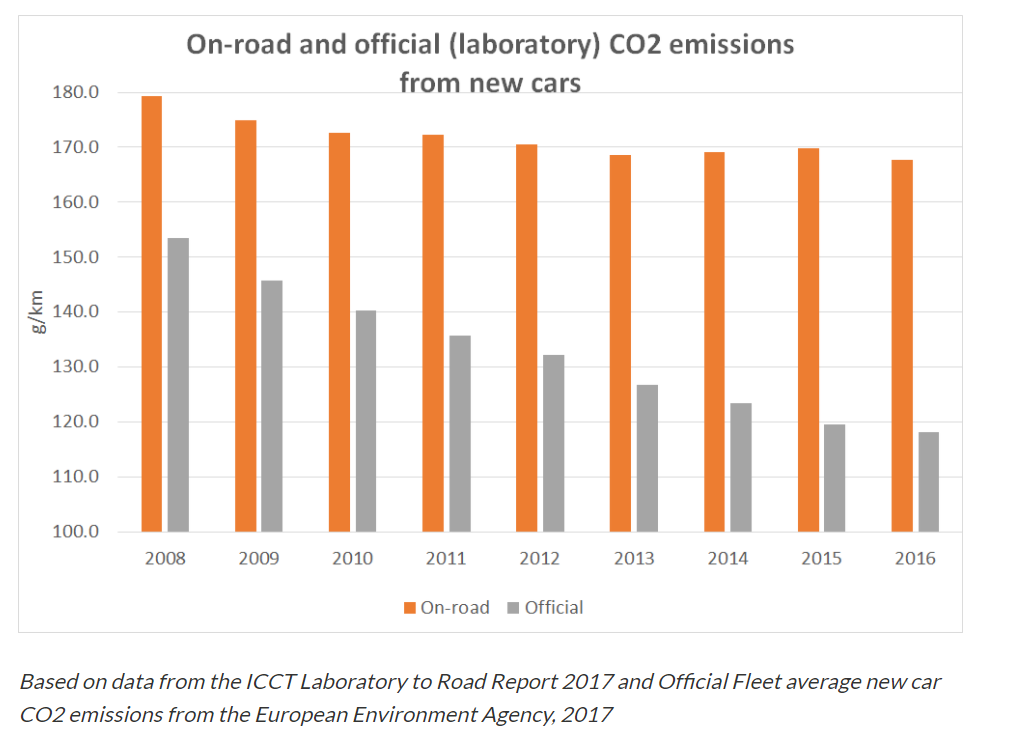 On-road and official (laboratory) CO2 emissions
from new cars
180.0
170.0
160.0
150.0
140.0
130.0
120.0
110.0
100.0
g/km
2008 2009 2010 2011 2012 2013 2014 2015 2016
On-road Official
Based on data from the ICCT Laboratory to Road Report 2017 and Official Fleet average new car
CO2 emissions from the European Environment Agency, 2017